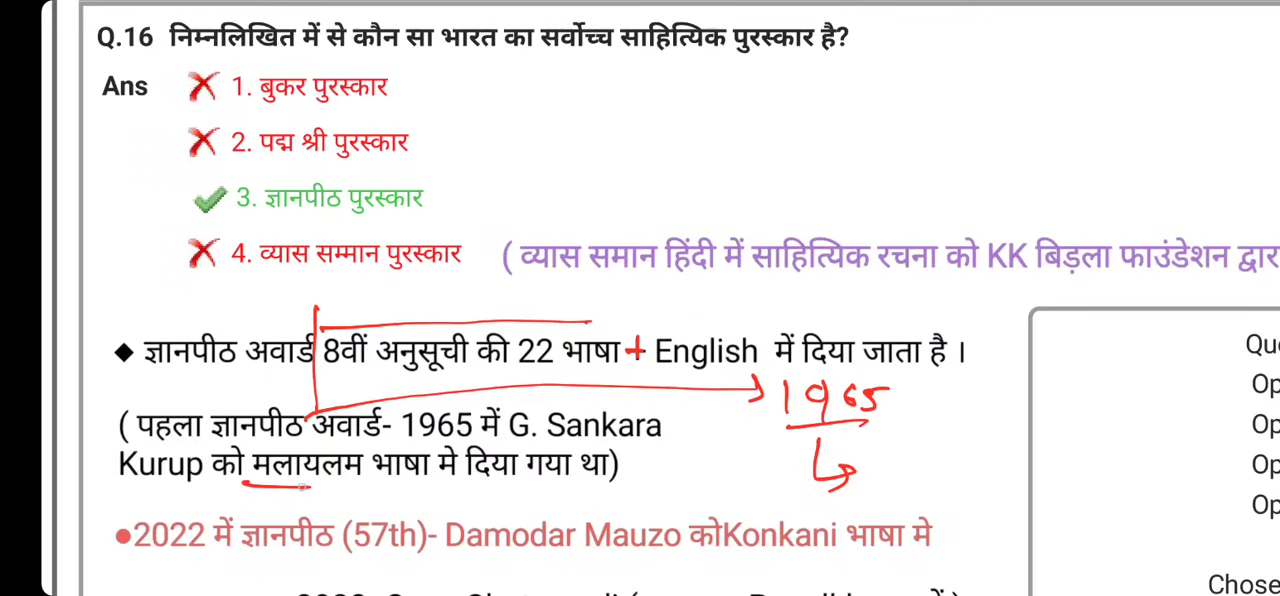 Q.16 निम्नलिखित में से कौन सा भारत का सर्वोच्च साहित्यिक पुरस्कार है?
Ans 1. बुकर पुरस्कार
2. पद्म श्री पुरस्कार
3. ज्ञानपीठ पुरस्कार
4. व्यास सम्मान पुरस्कार ( व्यास समान हिंदी में साहित्यिक रचना को KK बिड़ला फाउंडेशन द्वार
◆ ज्ञानपीठ अवार्ड 8वीं अनुसूची की 22 भाषा + English में दिया जाता है ।
1965
( पहला ज्ञानपीठ अवार्ड- 1965 में G. Sankara
Kurup को मलायलम भाषा मे दिया गया था)
●2022 में ज्ञानपीठ (57th)- Damodar Mauzo कोKonkani भाषा मे
Qu
Op
Op
Op
Op
Chose